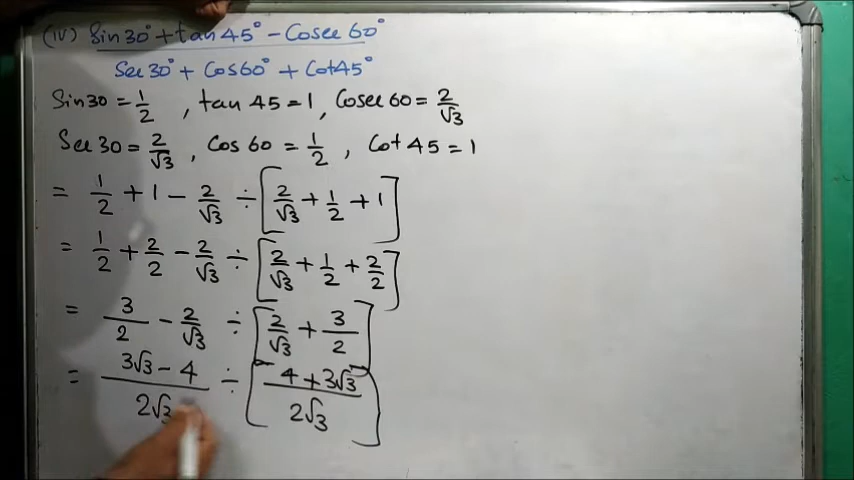 (iv) Sin30° + tan 45° - Cosec 60°
Sec 30° + Cos60° + Cot45°
Sin30 = 1/2 , tan 45 = 1, Cosec 60 = 2/√3
Sec 30 = 2/√3 , Cos 60 = 1/2 , Cot 45 = 1
= 1/2 + 1 - 2/√3 ÷ [2/√3 + 1/2 + 1]
= 1/2 + 2/2 - 2/√3 ÷ [2/√3 + 1/2 + 2/2]
= 3/2 - 2/√3 ÷ [2/√3 + 3/2]
= 3√3 - 4/2√3 ÷ [4 + 3√3/2√3]